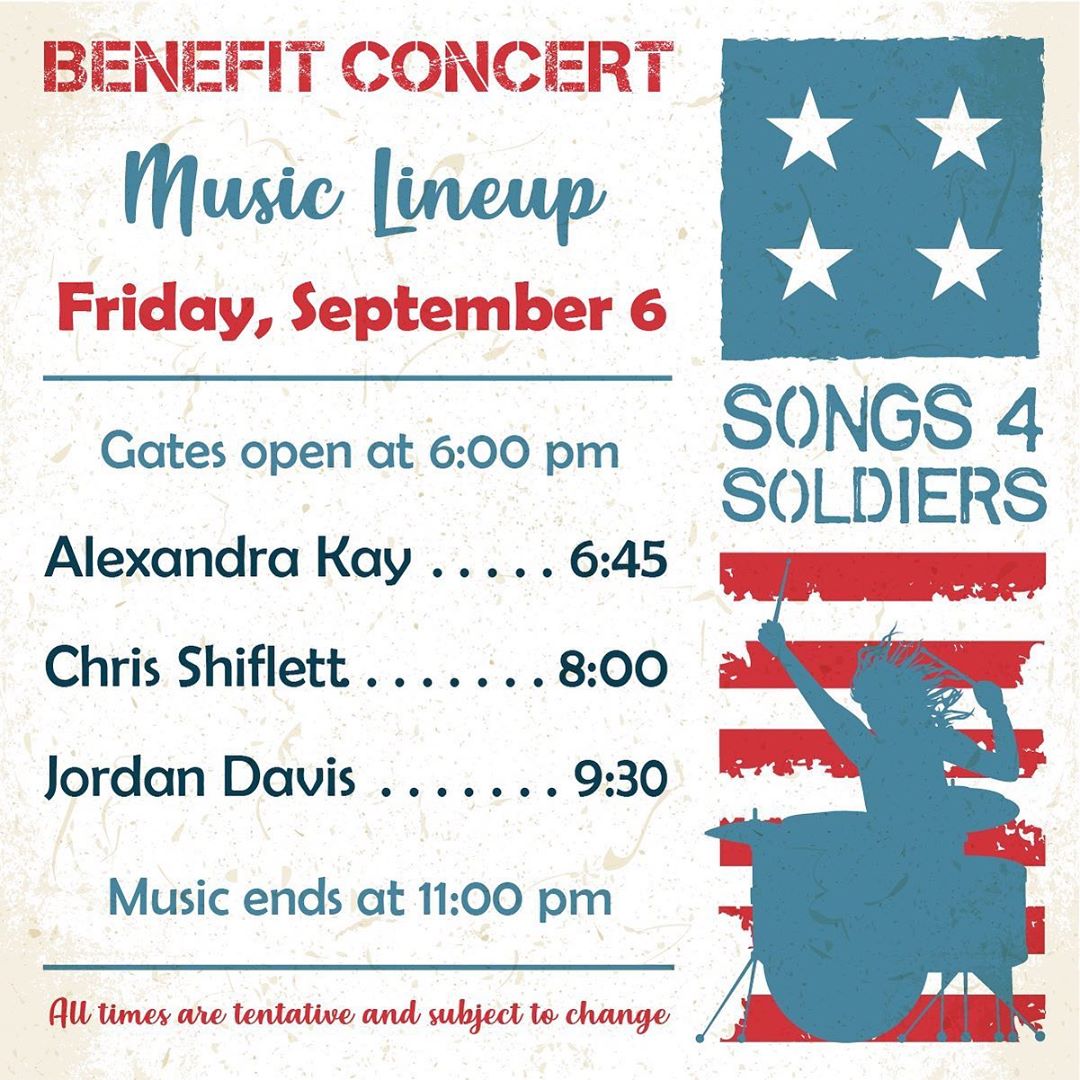 BENEFIT CONCERT
Music Lineup
Friday, September 6
Gates open at 6:00 pm
Alexandra Kay ..... 6:45
Chris Shiflett ....... 8:00
Jordan Davis ....... 9:30
Music ends at 11:00 pm
All times are tentative and subject to change
SONGS 4
SOLDIERS